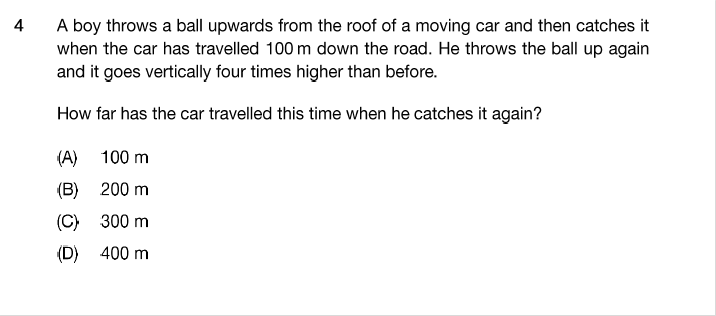 4 A boy throws a ball upwards from the roof of a moving car and then catches it
when the car has travelled 100 m down the road. He throws the ball up again
and it goes vertically four times higher than before.
How far has the car travelled this time when he catches it again?
(A) 100 m
(B) 200 m
(C) 300 m
(D) 400 m